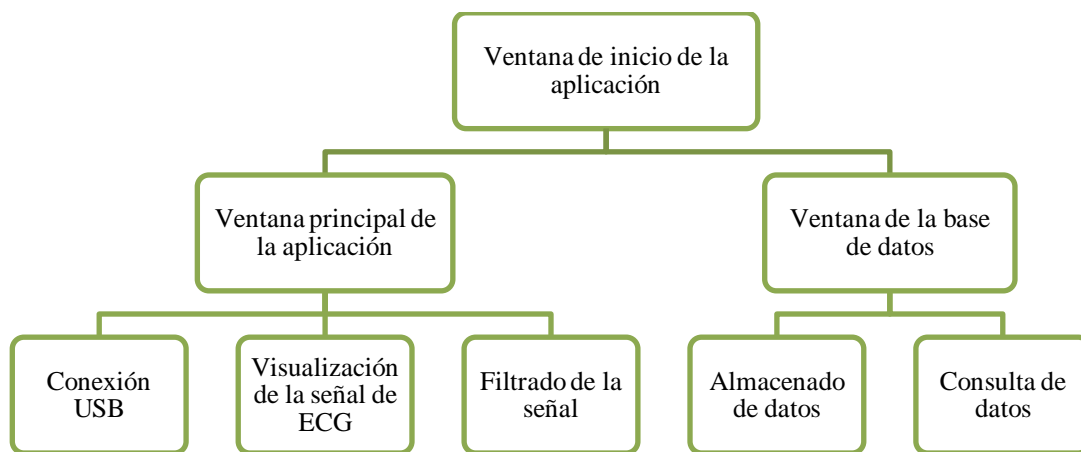 Ventana de inicio de la
aplicación
Ventana principal de
la aplicación
Ventana de la base
de datos
Conexión
USB
Visualización
de la señal de
ECG
Filtrado de la
señal
Almacenado
de datos
Consulta de
datos